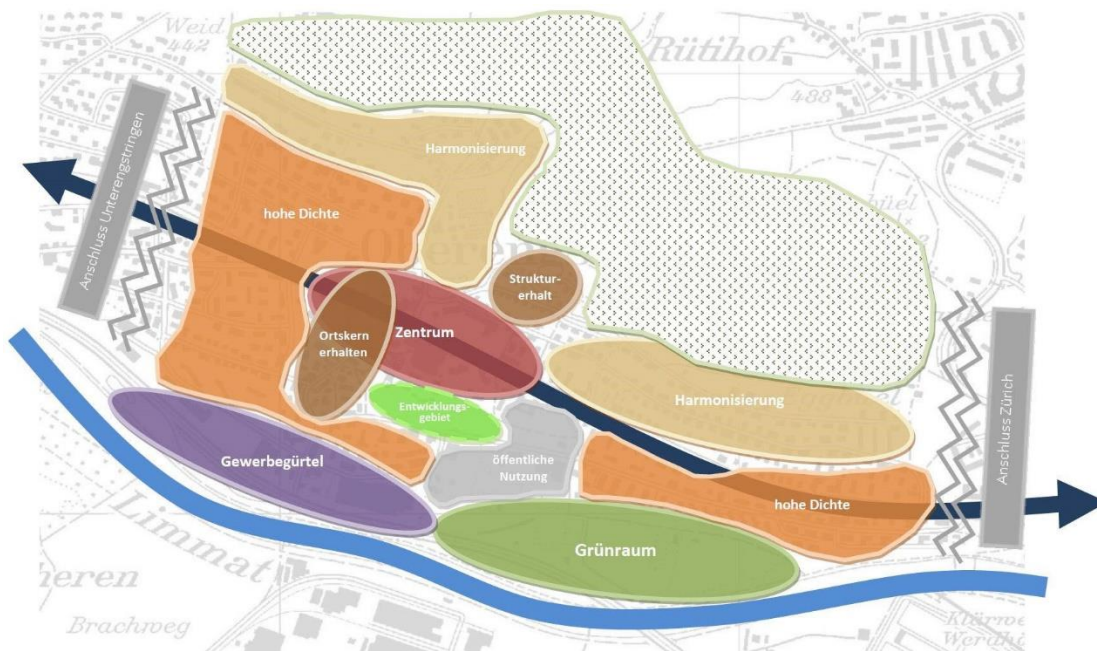 Weid
442
Rütihof
488
Anschluss Unterengstringen
Harmonisierung
hohe Dichte
Struktur-
erhalt
Ortskern
erhalten
Zentrum
Harmonisierung
Anschluss Zürich
Entwicklungs-
gebiet
öffentliche
Nutzung
Gewerbegürtel
hohe Dichte
Grünraum
Limmat
heren
Brachweg